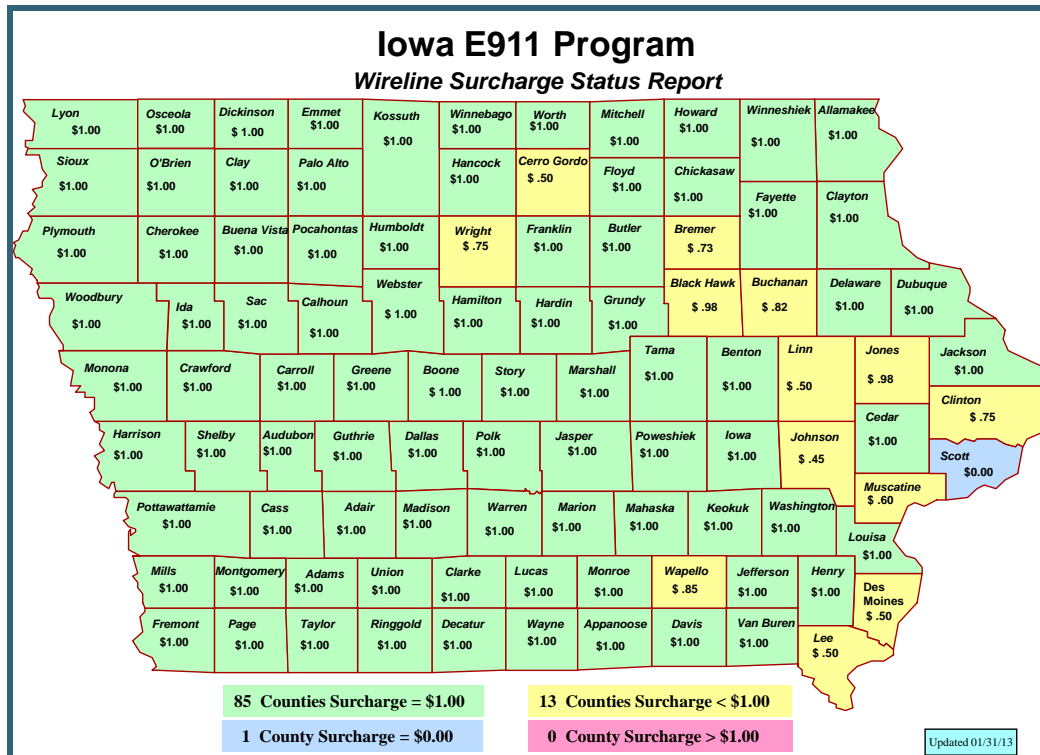 Iowa E911 Program
Wireline Surcharge Status Report
Lyon Osceola Dickinson Emmet Kossuth Winnebago Worth Mitchell Howard Winneshiek Allamakee
$1.00 $1.00 $ 1.00 $1.00 $1.00 $1.00 $1.00 $1.00 $1.00 $1.00 $1.00
Sioux O'Brien Clay Palo Alto Hancock Cerro Gordo Floyd Chickasaw
$1.00 $1.00 $1.00 $1.00 $1.00 $ .50 $1.00 $1.00
Fayette Clayton
$1.00 $1.00
Plymouth Cherokee Buena Vista Pocahontas Humboldt Wright Franklin Butler Bremer
$1.00 $1.00 $1.00 $1.00 $1.00 $ .75 $1.00 $1.00 $ .73
Woodbury Ida Sac Calhoun Webster Hamilton Hardin Grundy Black Hawk Buchanan Delaware Dubuque
$1.00 $1.00 $1.00 $1.00 $ 1.00 $1.00 $1.00 $1.00 $ .98 $ .82 $1.00 $1.00
Monona Crawford Carroll Greene Boone Story Marshall Tama Benton Linn Jones Jackson
$1.00 $1.00 $1.00 $1.00 $ 1.00 $1.00 $1.00 $1.00 $1.00 $ .50 $ .98 $1.00
Clinton
$ .75
Harrison Shelby Audubon Guthrie Dallas Polk Jasper Poweshiek Iowa Johnson Cedar Scott
$1.00 $1.00 $1.00 $1.00 $1.00 $1.00 $1.00 $1.00 $1.00 $ .45 $1.00 $0.00
Muscatine
$ .60
Pottawattamie Cass Adair Madison Warren Marion Mahaska Keokuk Washington Louisa
$1.00 $1.00 $1.00 $1.00 $1.00 $1.00 $1.00 $1.00 $1.00 $1.00
Mills Montgomery Adams Union Clarke Lucas Monroe Wapello Jefferson Henry Des Moines
$1.00 $1.00 $1.00 $1.00 $1.00 $1.00 $1.00 $ .85 $1.00 $1.00 $ .50
Fremont Page Taylor Ringgold Decatur Wayne Appanoose Davis Van Buren Lee
$1.00 $1.00 $1.00 $1.00 $1.00 $1.00 $1.00 $1.00 $1.00 $ .50
85 Counties Surcharge = $1.00
13 Counties Surcharge < $1.00
1 County Surcharge = $0.00
0 County Surcharge > $1.00
Updated 01/31/13